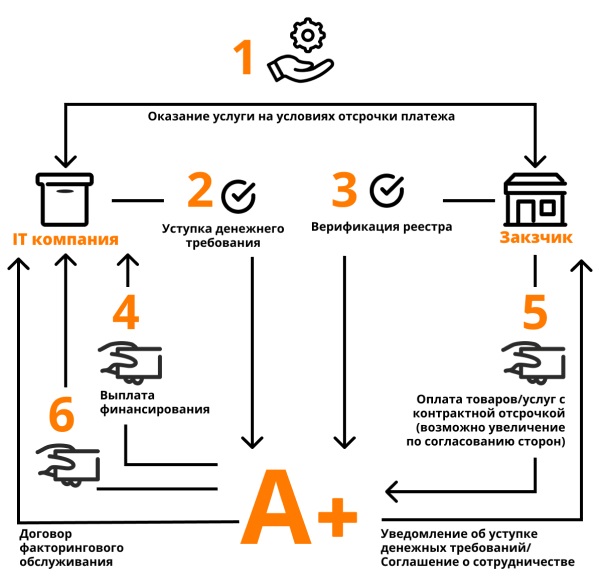 1
Оказание услуги на условиях отсрочки платежа
2
3
IT компания
Уступка денежнего
требования
Верификация реестра
Закзчик
4
5
Выплата
финансирования
6
Оплата товаров/услуг с
контрактной отсрочкой
(возможно увеличение
по согласованию сторон)
A+
Договор
факторингового
обслуживания
Уведомление об уступке
денежных требований/
Соглашение о сотрудничестве